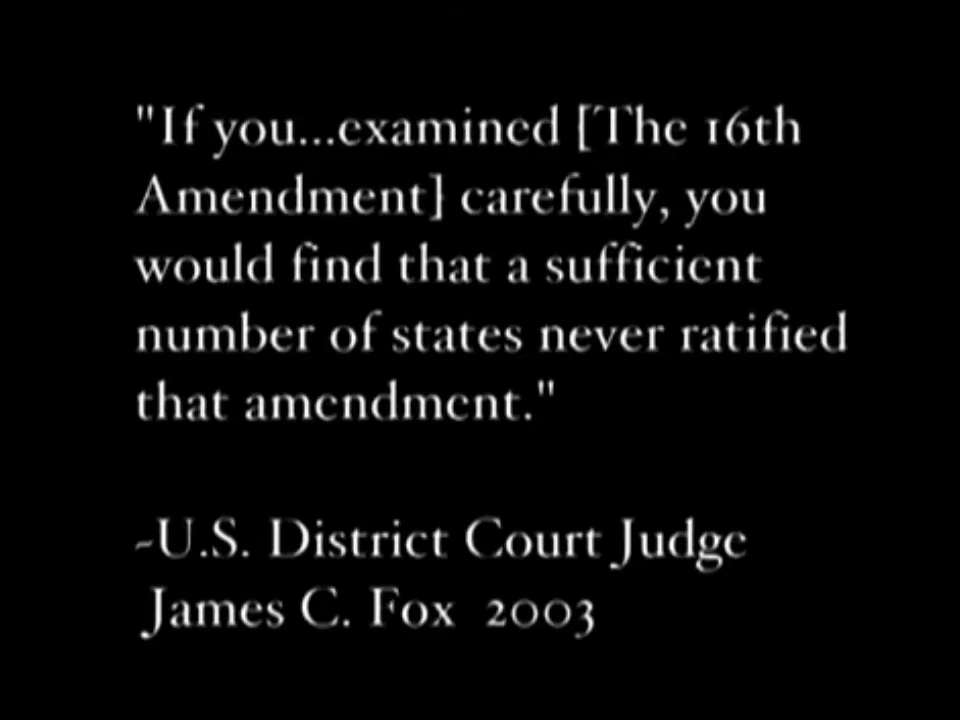 "If you...examined [The 16th
Amendment] carefully, you
would find that a sufficient
number of states never ratified
that amendment."
-U.S. District Court Judge
James C. Fox 2003